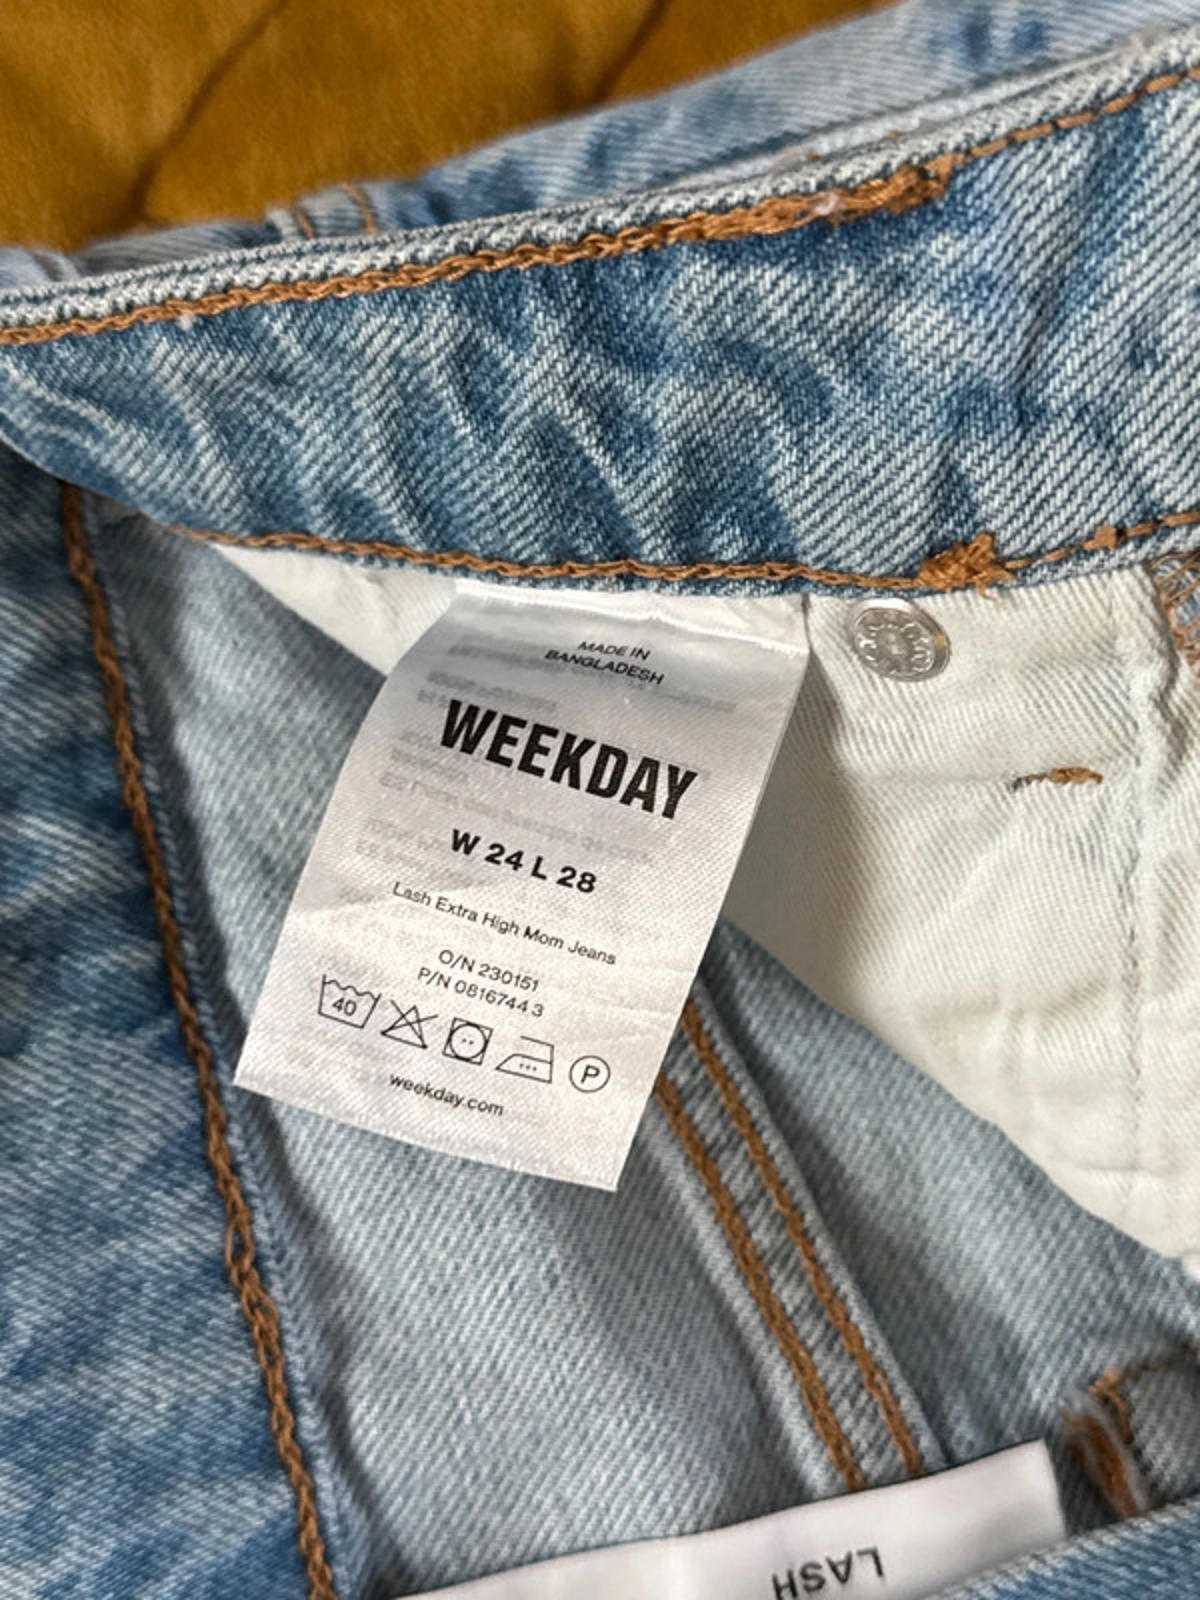 MADE IN
BANGLADESH
WEEKDAY
W 24 L 28
Lash Extra High Mom Jeans
O/N 230151
P/N 0816744 3
40
P
weekday.com
LASH